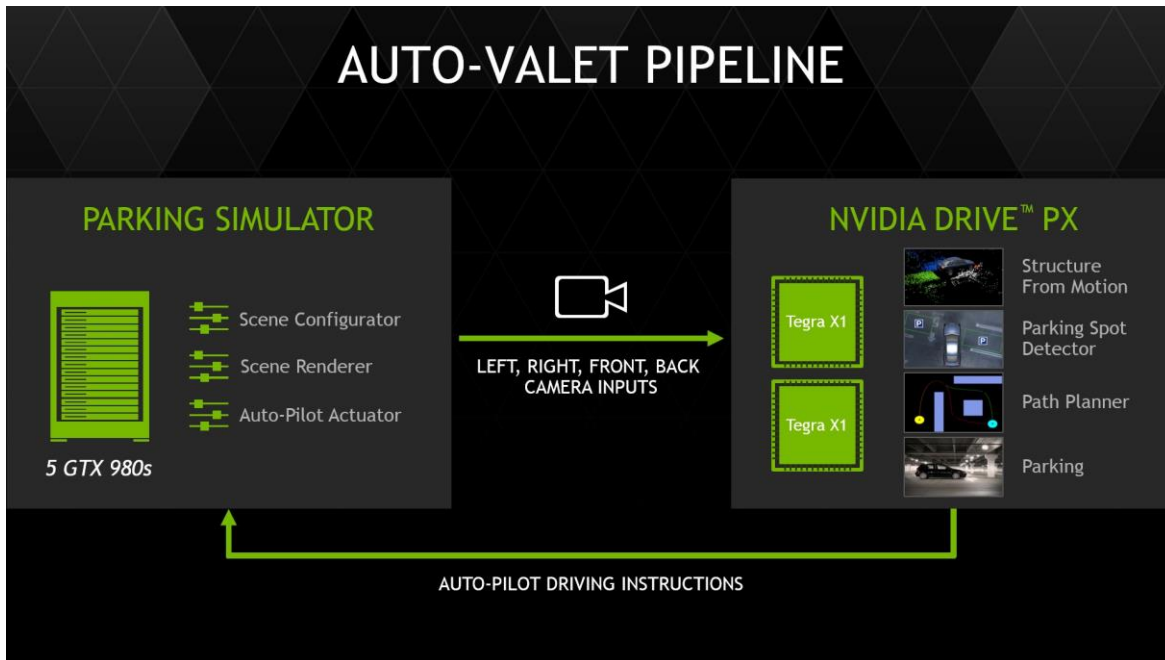 AUTO-VALET PIPELINE
PARKING SIMULATOR
Scene Configurator
Scene Renderer
Auto-Pilot Actuator
5 GTX 980s
LEFT, RIGHT, FRONT, BACK
CAMERA INPUTS
NVIDIA DRIVE™ PX
Tegra X1
Tegra X1
Structure
From Motion
P
P
Parking Spot
Detector
Path Planner
Parking
AUTO-PILOT DRIVING INSTRUCTIONS